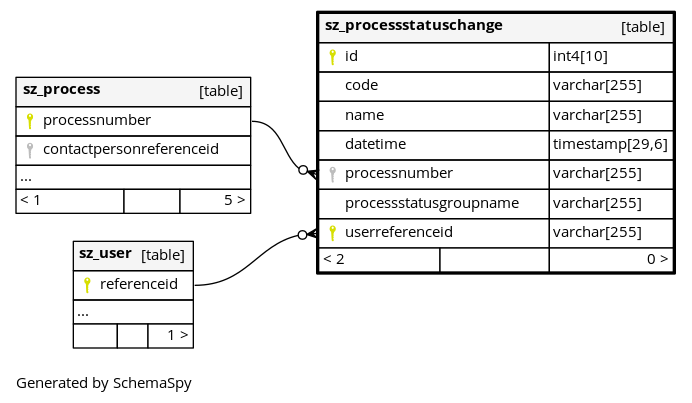 sz_processstatuschange [table]
id int4[10]
code varchar[255]
name varchar[255]
datetime timestamp[29,6]
processnumber varchar[255]
processstatusgroupname varchar[255]
userreferenceid varchar[255]
< 2 0 >
sz_process [table]
processnumber
contactpersonreferenceid
...
< 1 5 >
sz_user [table]
referenceid
...
1 >
Generated by SchemaSpy